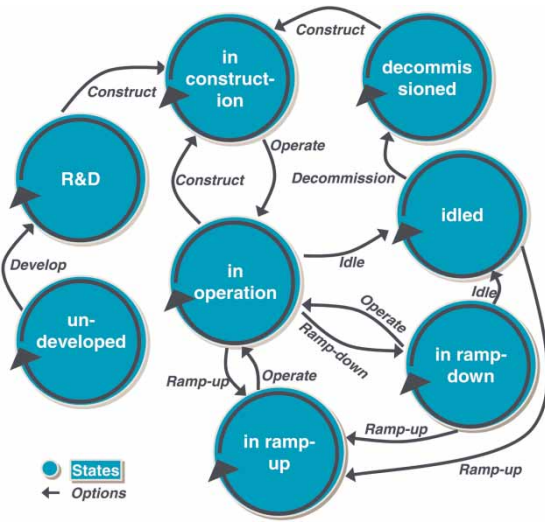 Construct
in
construct-
ion
decommis
sioned
Construct
R&D
Operate
Construct
Decommission
idled
Develop
in
operation
Idle
un-
developed
Operate
Idle
Ramp-down
in ramp-
down
Ramp-up
Operate
Ramp-up
in ramp-
up
Ramp-up
States
Options